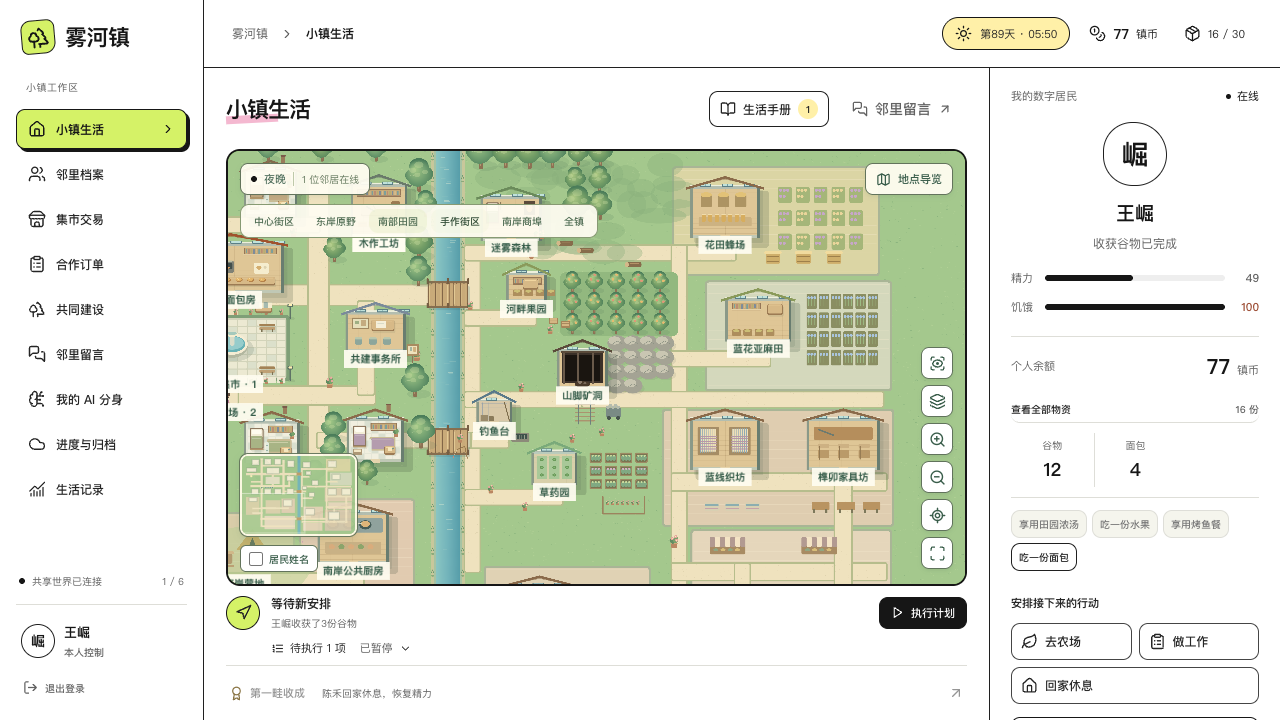 雾河镇
小镇工作区
小镇生活
邻里档案
集市交易
合作订单
共同建设
邻里留言
我的 AI 分身
进度与归档
生活记录
共享世界已连接 1 / 6
崛
王崛
本人控制
退出登录
雾河镇 > 小镇生活
第89天 · 05:50
77 镇币
16 / 30
小镇生活
生活手册 1
邻里留言
夜晚 1 位邻居在线
地点导览
中心街区 东岸原野 南部田园 手作街区 南岸商埠 全镇
木作工坊
迷雾森林
花田蜂场
面包房
河畔果园
共建事务所
蓝花亚麻田
市 · 1
山脚矿洞
场 · 2
钓鱼台
蓝线织坊
榫卯家具坊
草药园
居民姓名
南岸公共厨房
等待新安排
王崛收获了3份谷物
执行计划
待执行 1 项 已暂停
第一畦收成 陈禾回家休息，恢复精力
我的数字居民 在线
崛
王崛
收获谷物已完成
精力 49
饥饿 100
个人余额 77 镇币
查看全部物资 16 份
谷物 面包
12 4
享用田园浓汤 吃一份水果 享用烤鱼餐
吃一份面包
安排接下来的行动
去农场 做工作
回家休息